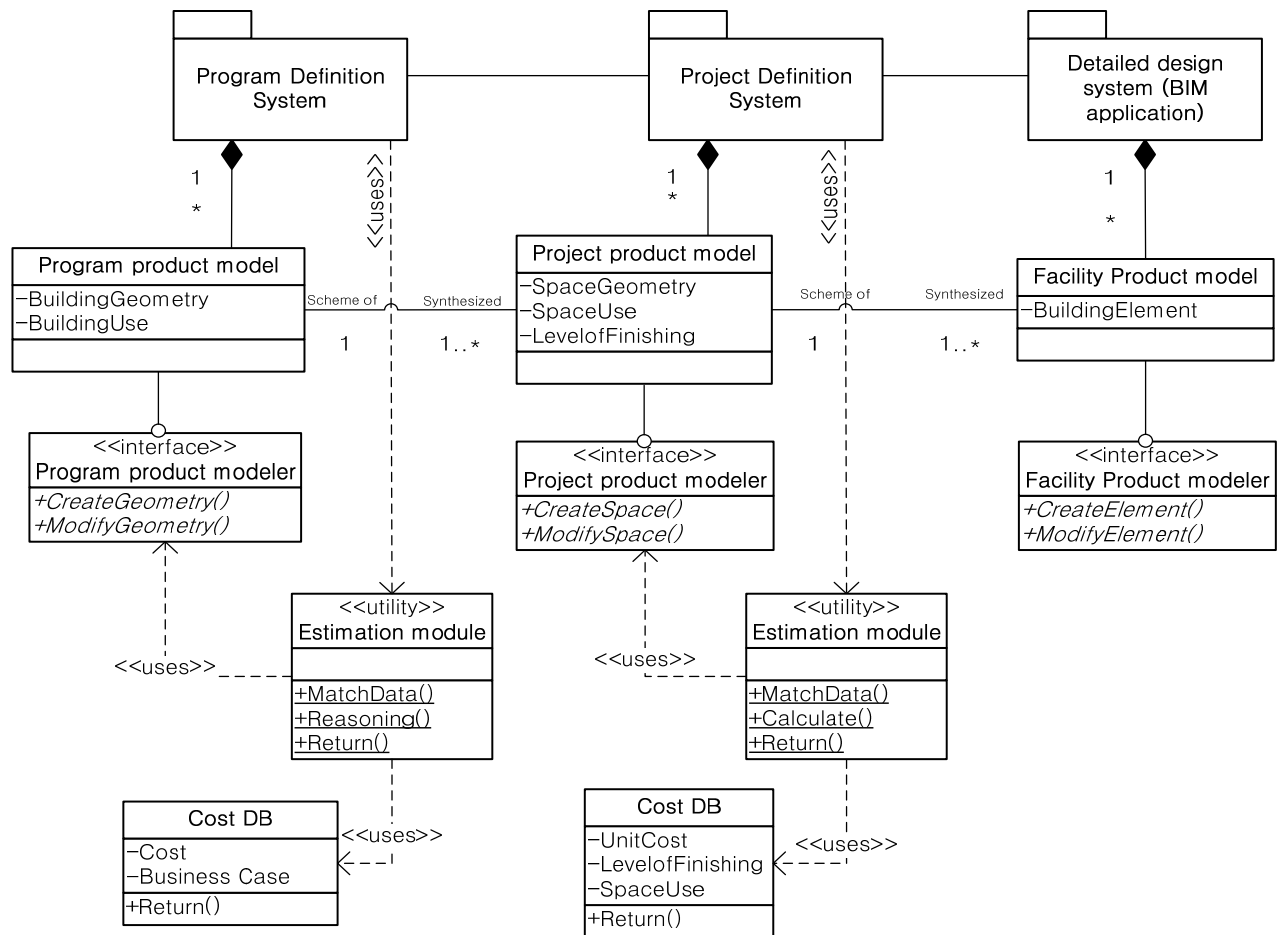 Program Definition
System
Project Definition
System
Detailed design
system (BIM
application)
1
*
<<uses>>
1
*
<<uses>>
1
*
Program product model
-BuildingGeometry
-BuildingUse
Scheme of
Synthesized
1
1..*
Project product model
-SpaceGeometry
-SpaceUse
-LevelofFinishing
Scheme of
Synthesized
1
1..*
Facility Product model
-BuildingElement
<<interface>>
Program product modeler
+CreateGeometry()
+ModifyGeometry()
<<interface>>
Project product modeler
+CreateSpace()
+ModifySpace()
<<interface>>
Facility Product modeler
+CreateElement()
+ModifyElement()
<<uses>>
<<utility>>
Estimation module
+MatchData()
+Reasoning()
+Return()
<<uses>>
<<utility>>
Estimation module
+MatchData()
+Calculate()
+Return()
Cost DB
-Cost
-Business Case
+Return()
<<uses>>
Cost DB
-UnitCost
-LevelofFinishing
-SpaceUse
+Return()
<<uses>>